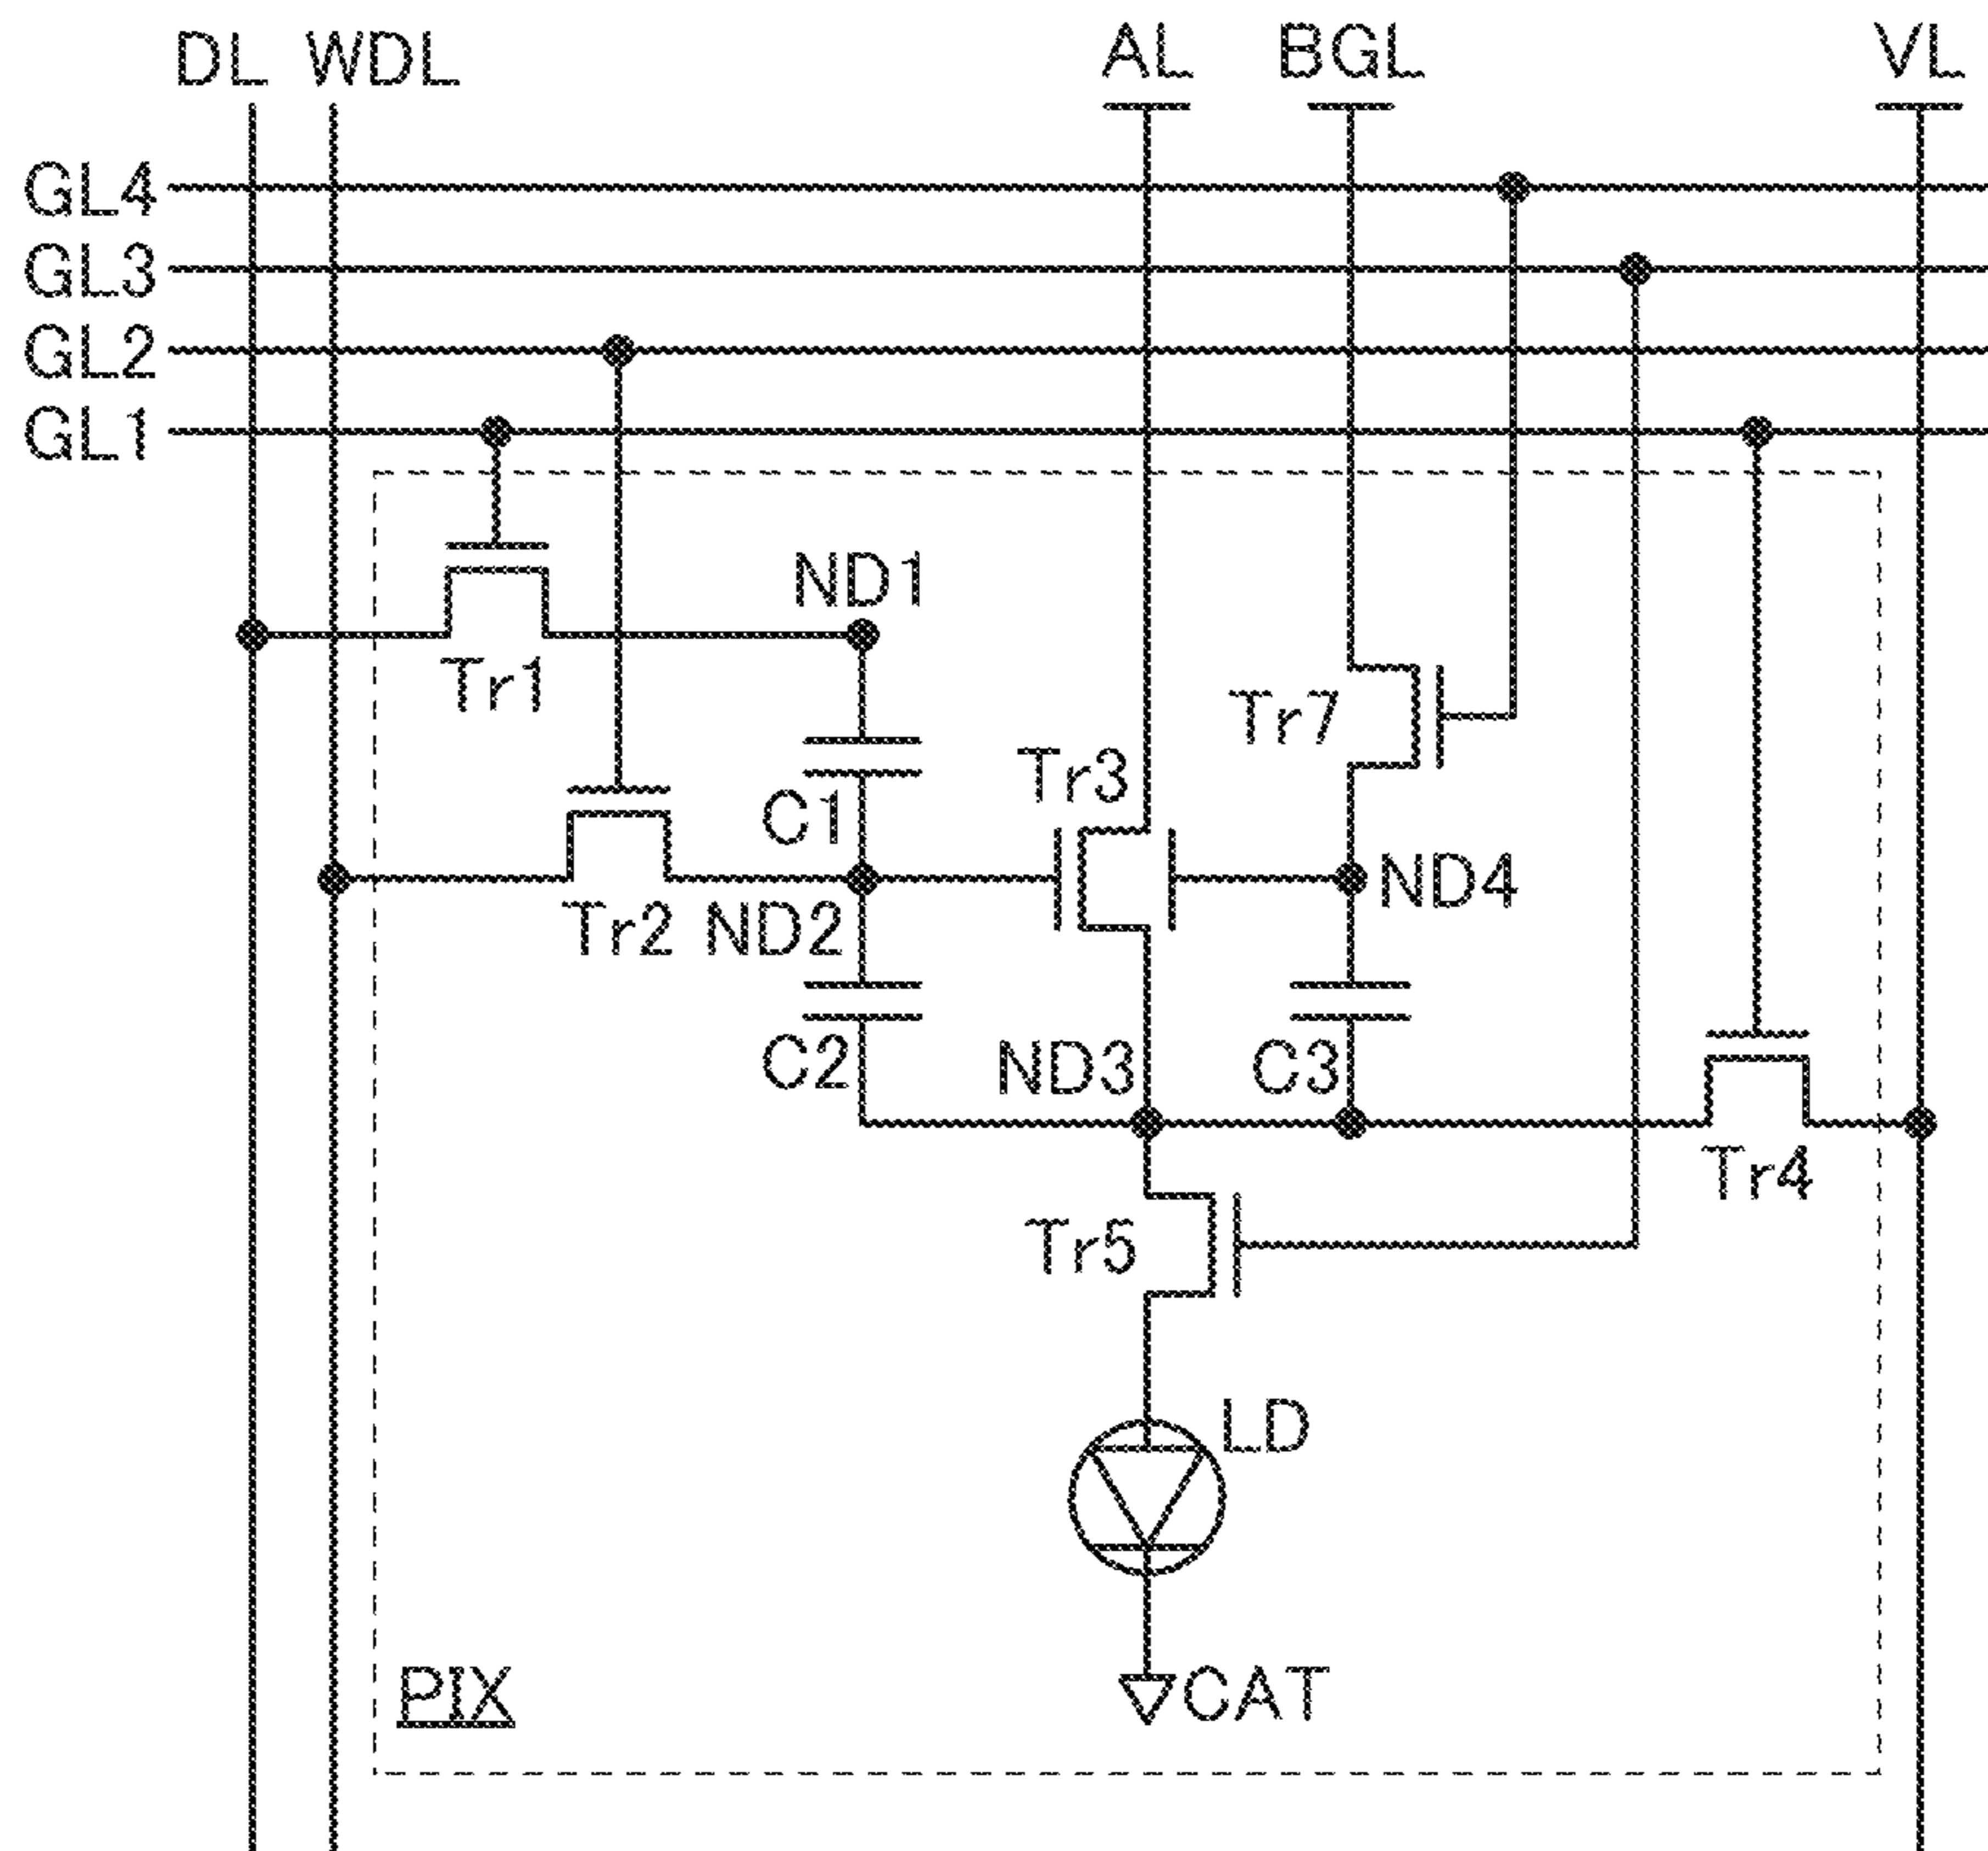 DL WDL AL BGL VL
GL4
GL3
GL2
GL1
ND1
Tr1
Tr7
Tr3
C1
ND4
Tr2 ND2
C2 ND3 C3
Tr4
Tr5
LD
PIX
CAT